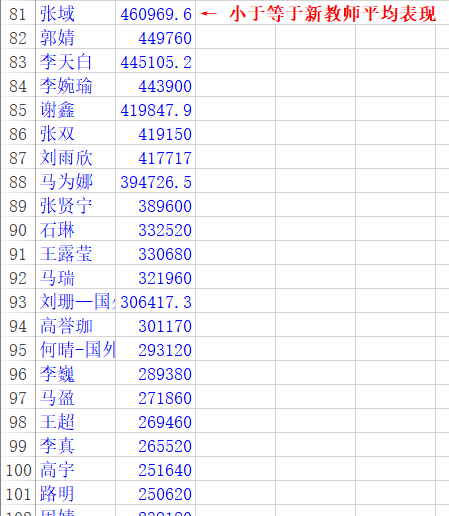 81 张域 460969.6 ← 小于等于新教师平均表现
82 郭婧 449760
83 李天白 445105.2
84 李婉瑜 443900
85 谢鑫 419847.9
86 张双 419150
87 刘雨欣 417717
88 马为娜 394726.5
89 张贤宁 389600
90 石琳 332520
91 王露莹 330680
92 马瑞 321960
93 刘珊—国 306417.3
94 高誉珈 301170
95 何晴-国外 293120
96 李巍 289380
97 马盈 271860
98 王超 269460
99 李真 265520
100 高宇 251640
101 路明 250620